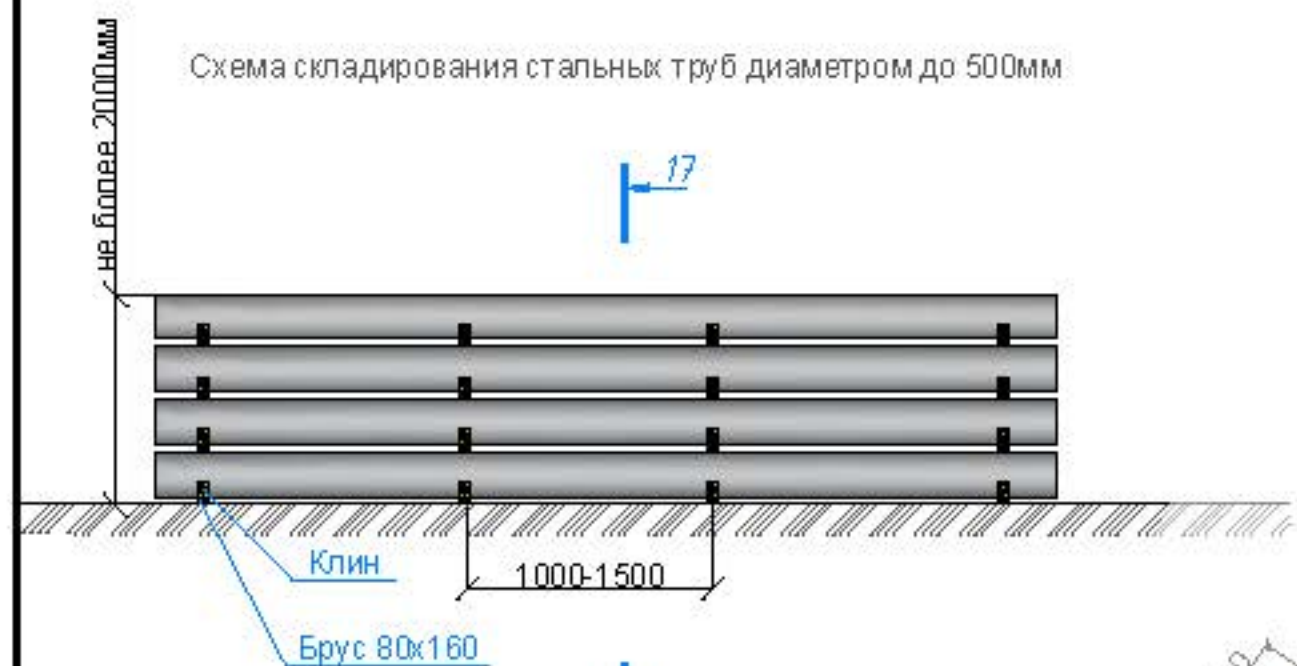 не более 2000мм
Схема складирования стальных труб диаметром до 500мм
17
Клин
1000-1500
Брус 80х160